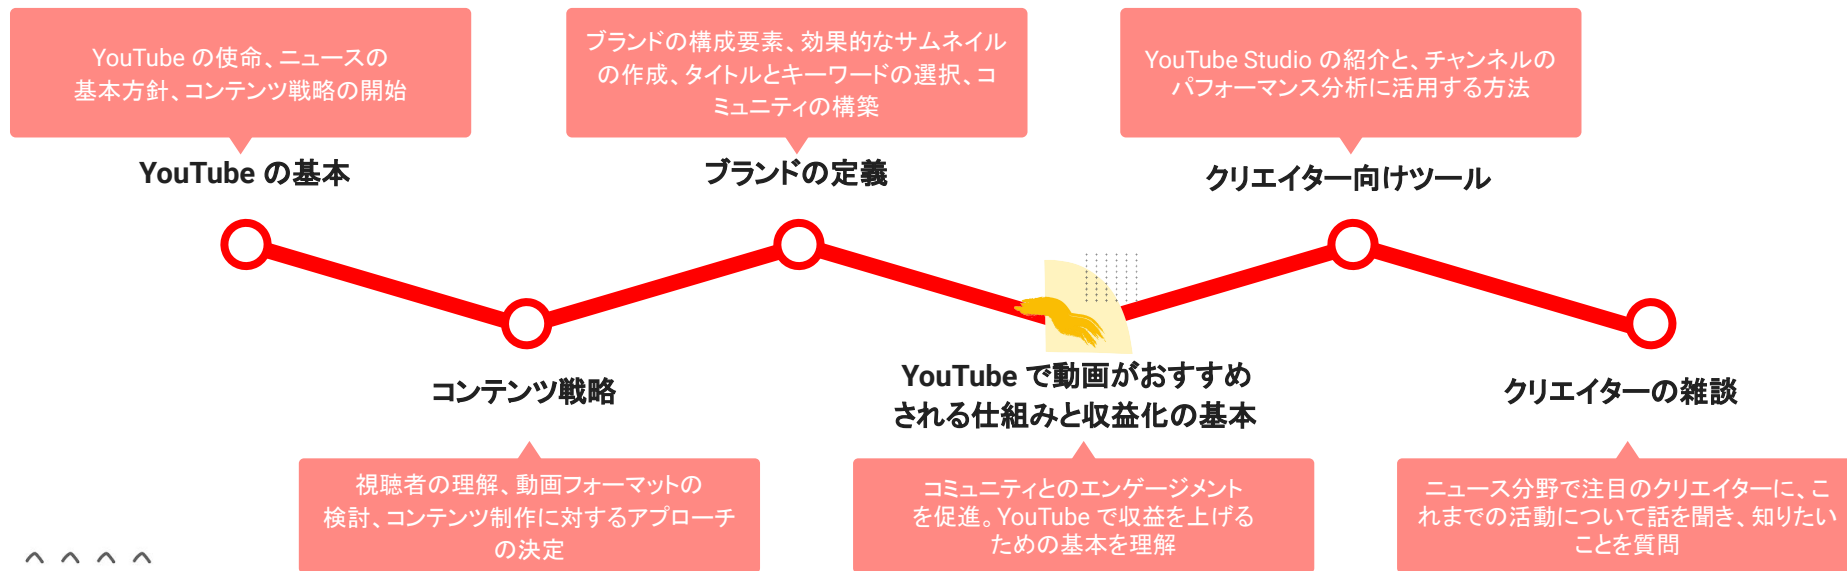 YouTube の使命、ニュースの
基本方針、コンテンツ戦略の開始
YouTube の基本
ブランドの構成要素、効果的なサムネイル
の作成、タイトルとキーワードの選択、コ
ミュニティの構築
ブランドの定義
YouTube Studio の紹介と、チャンネルの
パフォーマンス分析に活用する方法
クリエイター向けツール
コンテンツ戦略
視聴者の理解、動画フォーマットの
検討、コンテンツ制作に対するアプローチ
の決定
YouTube で動画がおすすめ
される仕組みと収益化の基本
コミュニティとのエンゲージメント
を促進。YouTube で収益を上げる
ための基本を理解
クリエイターの雑談
ニュース分野で注目のクリエイターに、こ
れまでの活動について話を聞き、知りたい
ことを質問